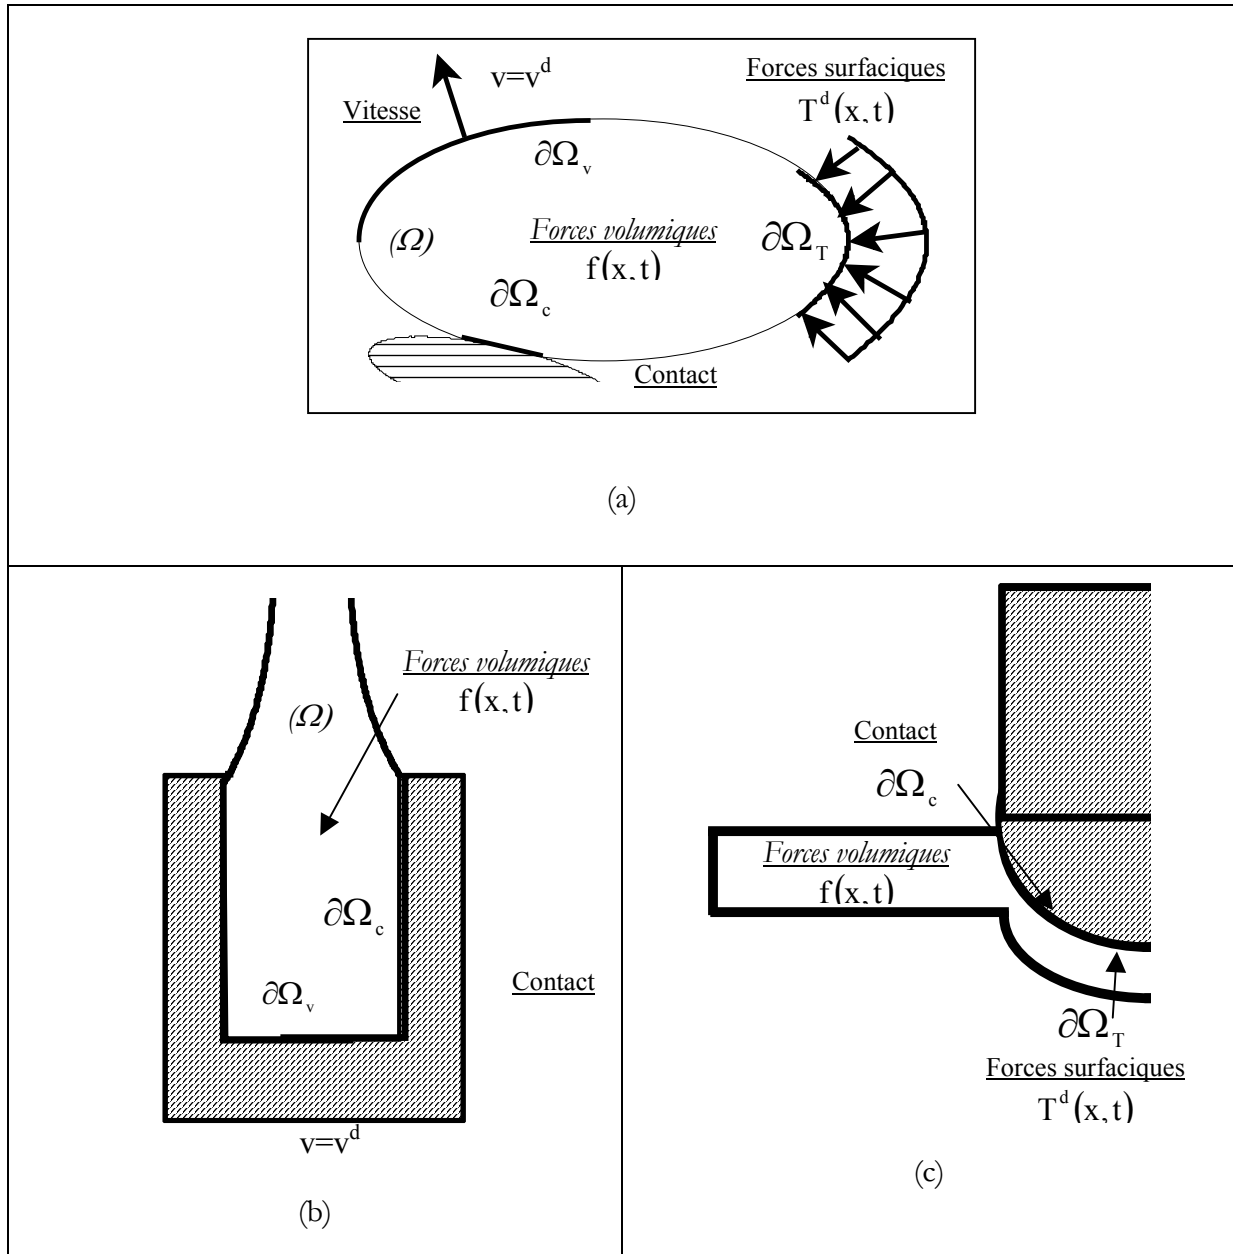 v=v^d
Forces surfaciques
T^d(x,t)
Vitesse
∂Ω_v
(Ω)
Forces volumiques
f(x,t)
∂Ω_T
∂Ω_c
Contact
(a)
Forces volumiques
f(x,t)
(Ω)
∂Ω_c
∂Ω_v
Contact
v=v^d
(b)
Contact
∂Ω_c
Forces volumiques
f(x,t)
∂Ω_T
Forces surfaciques
T^d(x,t)
(c)